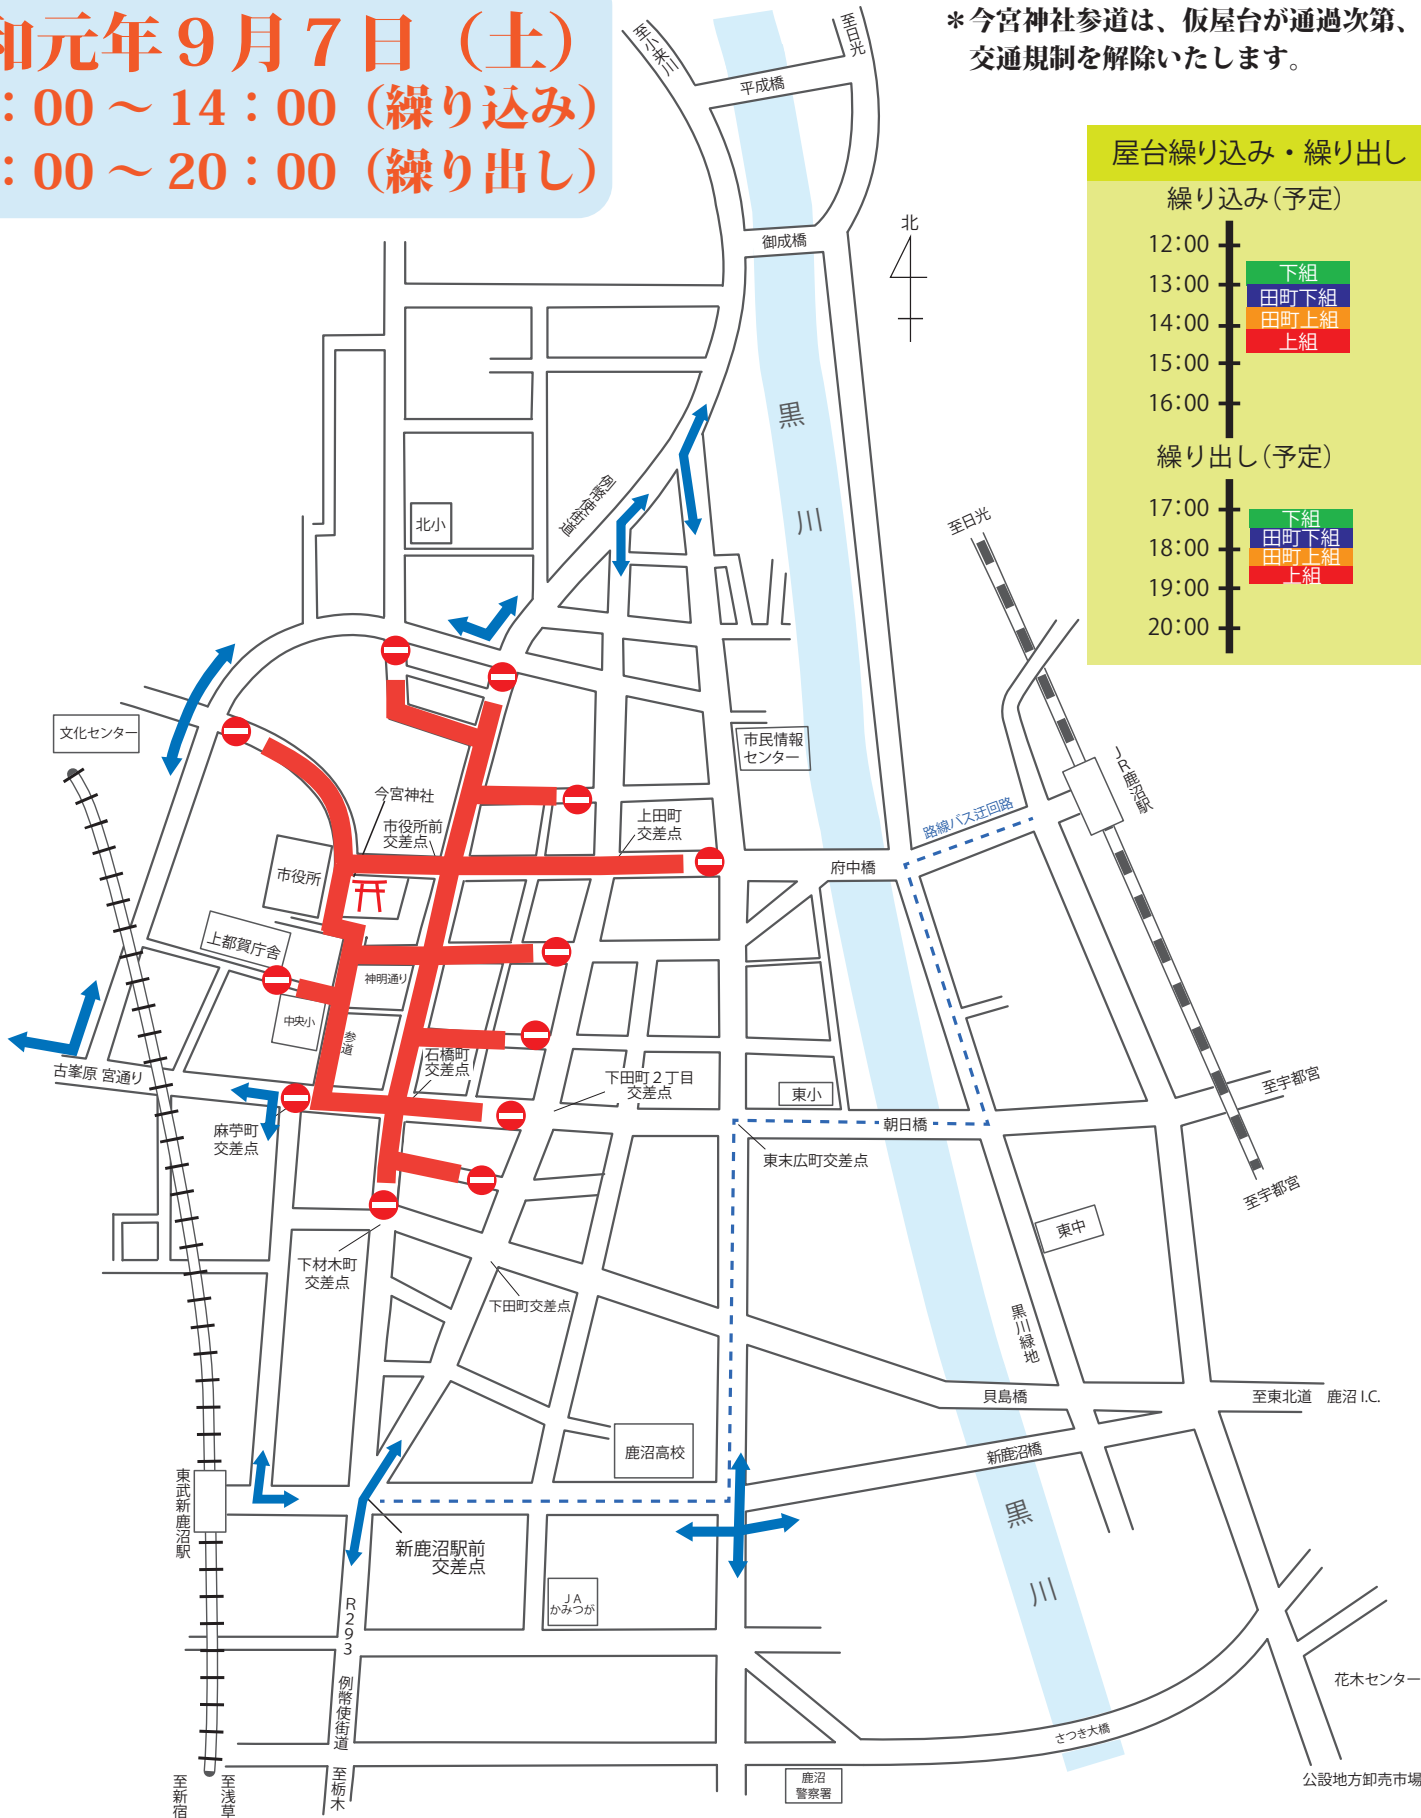 和元年９月７日（土）
：00～14：00（繰り込み）
：00～20：00（繰り出し）
＊今宮神社参道は、仮屋台が通過次第、
交通規制を解除いたします。
屋台繰り込み・繰り出し
繰り込み（予定）
12：00
13：00
14：00
15：00
16：00
下組
田町下組
田町上組
上組
繰り出し（予定）
17：00
18：00
19：00
20：00
下組
田町下組
田町上組
上組
至小来川
至日光
平成橋
御成橋
北
黒
川
例幣使街道
北小
至日光
文化センター
市民情報
センター
ＪＲ鹿沼駅
今宮神社
市役所前
交差点
上田町
交差点
路線バス迂回路
府中橋
市役所
上都賀庁舎
神明通り
中央小
参道
石橋町
交差点
古峯原宮通り
下田町２丁目
交差点
東小
朝日橋
至宇都宮
麻苧町
交差点
東末広町交差点
至宇都宮
東中
下材木町
交差点
下田町交差点
黒川緑地
貝島橋
至東北道　鹿沼I.C.
鹿沼高校
新鹿沼橋
東武新鹿沼駅
黒
川
新鹿沼駅前
交差点
ＪＡ
かみつが
R293
例幣使街道
花木センター
さつき大橋
至新宿
至浅草
至栃木
鹿沼
警察署
公設地方卸売市場